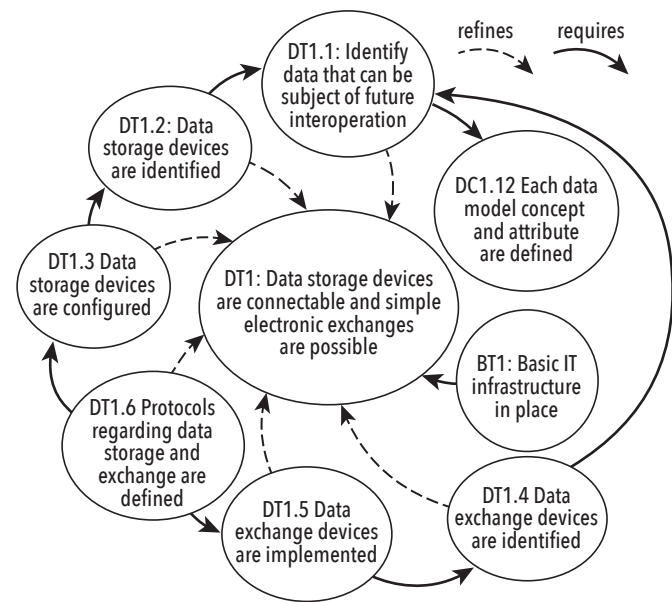 refines
requires
DT1.1: Identify
data that can be
subject of future
interoperation
DT1.2: Data
storage devices
are identified
DC1.12 Each data
model concept
and attribute
are defined
DT1.3 Data
storage devices
are configured
DT1: Data storage devices
are connectable and simple
electronic exchanges
are possible
BT1: Basic IT
infrastructure
in place
DT1.6 Protocols
regarding data
storage and
exchange are
defined
DT1.5 Data
exchange devices
are implemented
DT1.4 Data
exchange devices
are identified